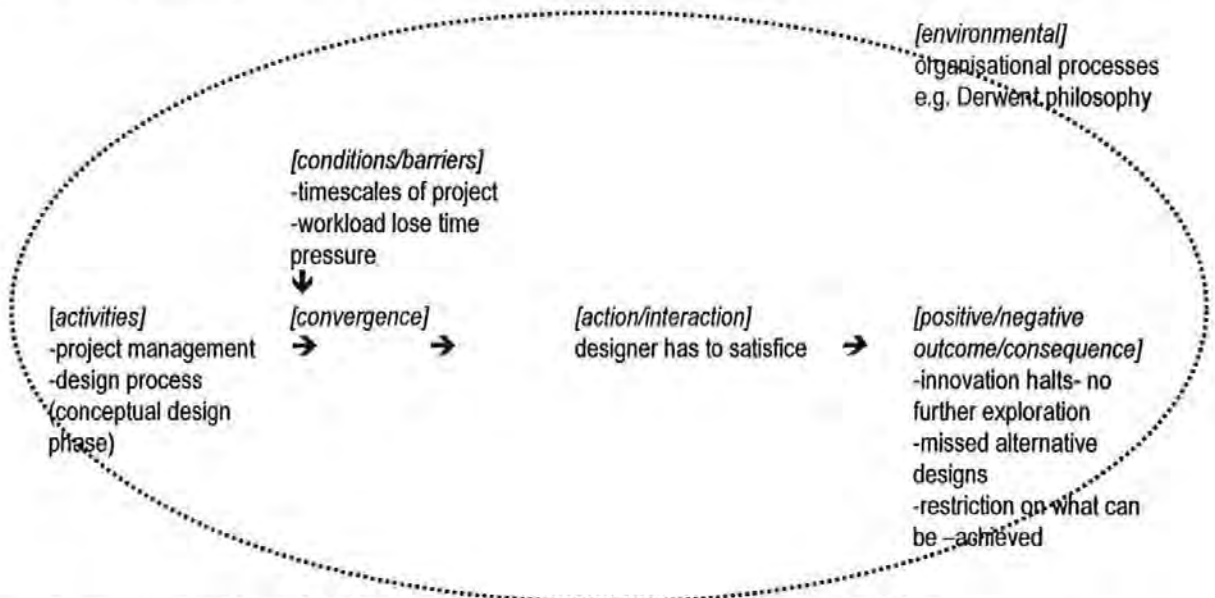 [environmental]
organisational processes
e.g. Derwent philosophy
[conditions/barriers]
-timescales of project
-workload lose time
pressure
[activities]
-project management
-design process
(conceptual design
phase)
[convergence]
[action/interaction]
designer has to satisfice
[positive/negative
outcome/consequence]
-innovation halts- no
further exploration
-missed alternative
designs
-restriction on what can
be –achieved